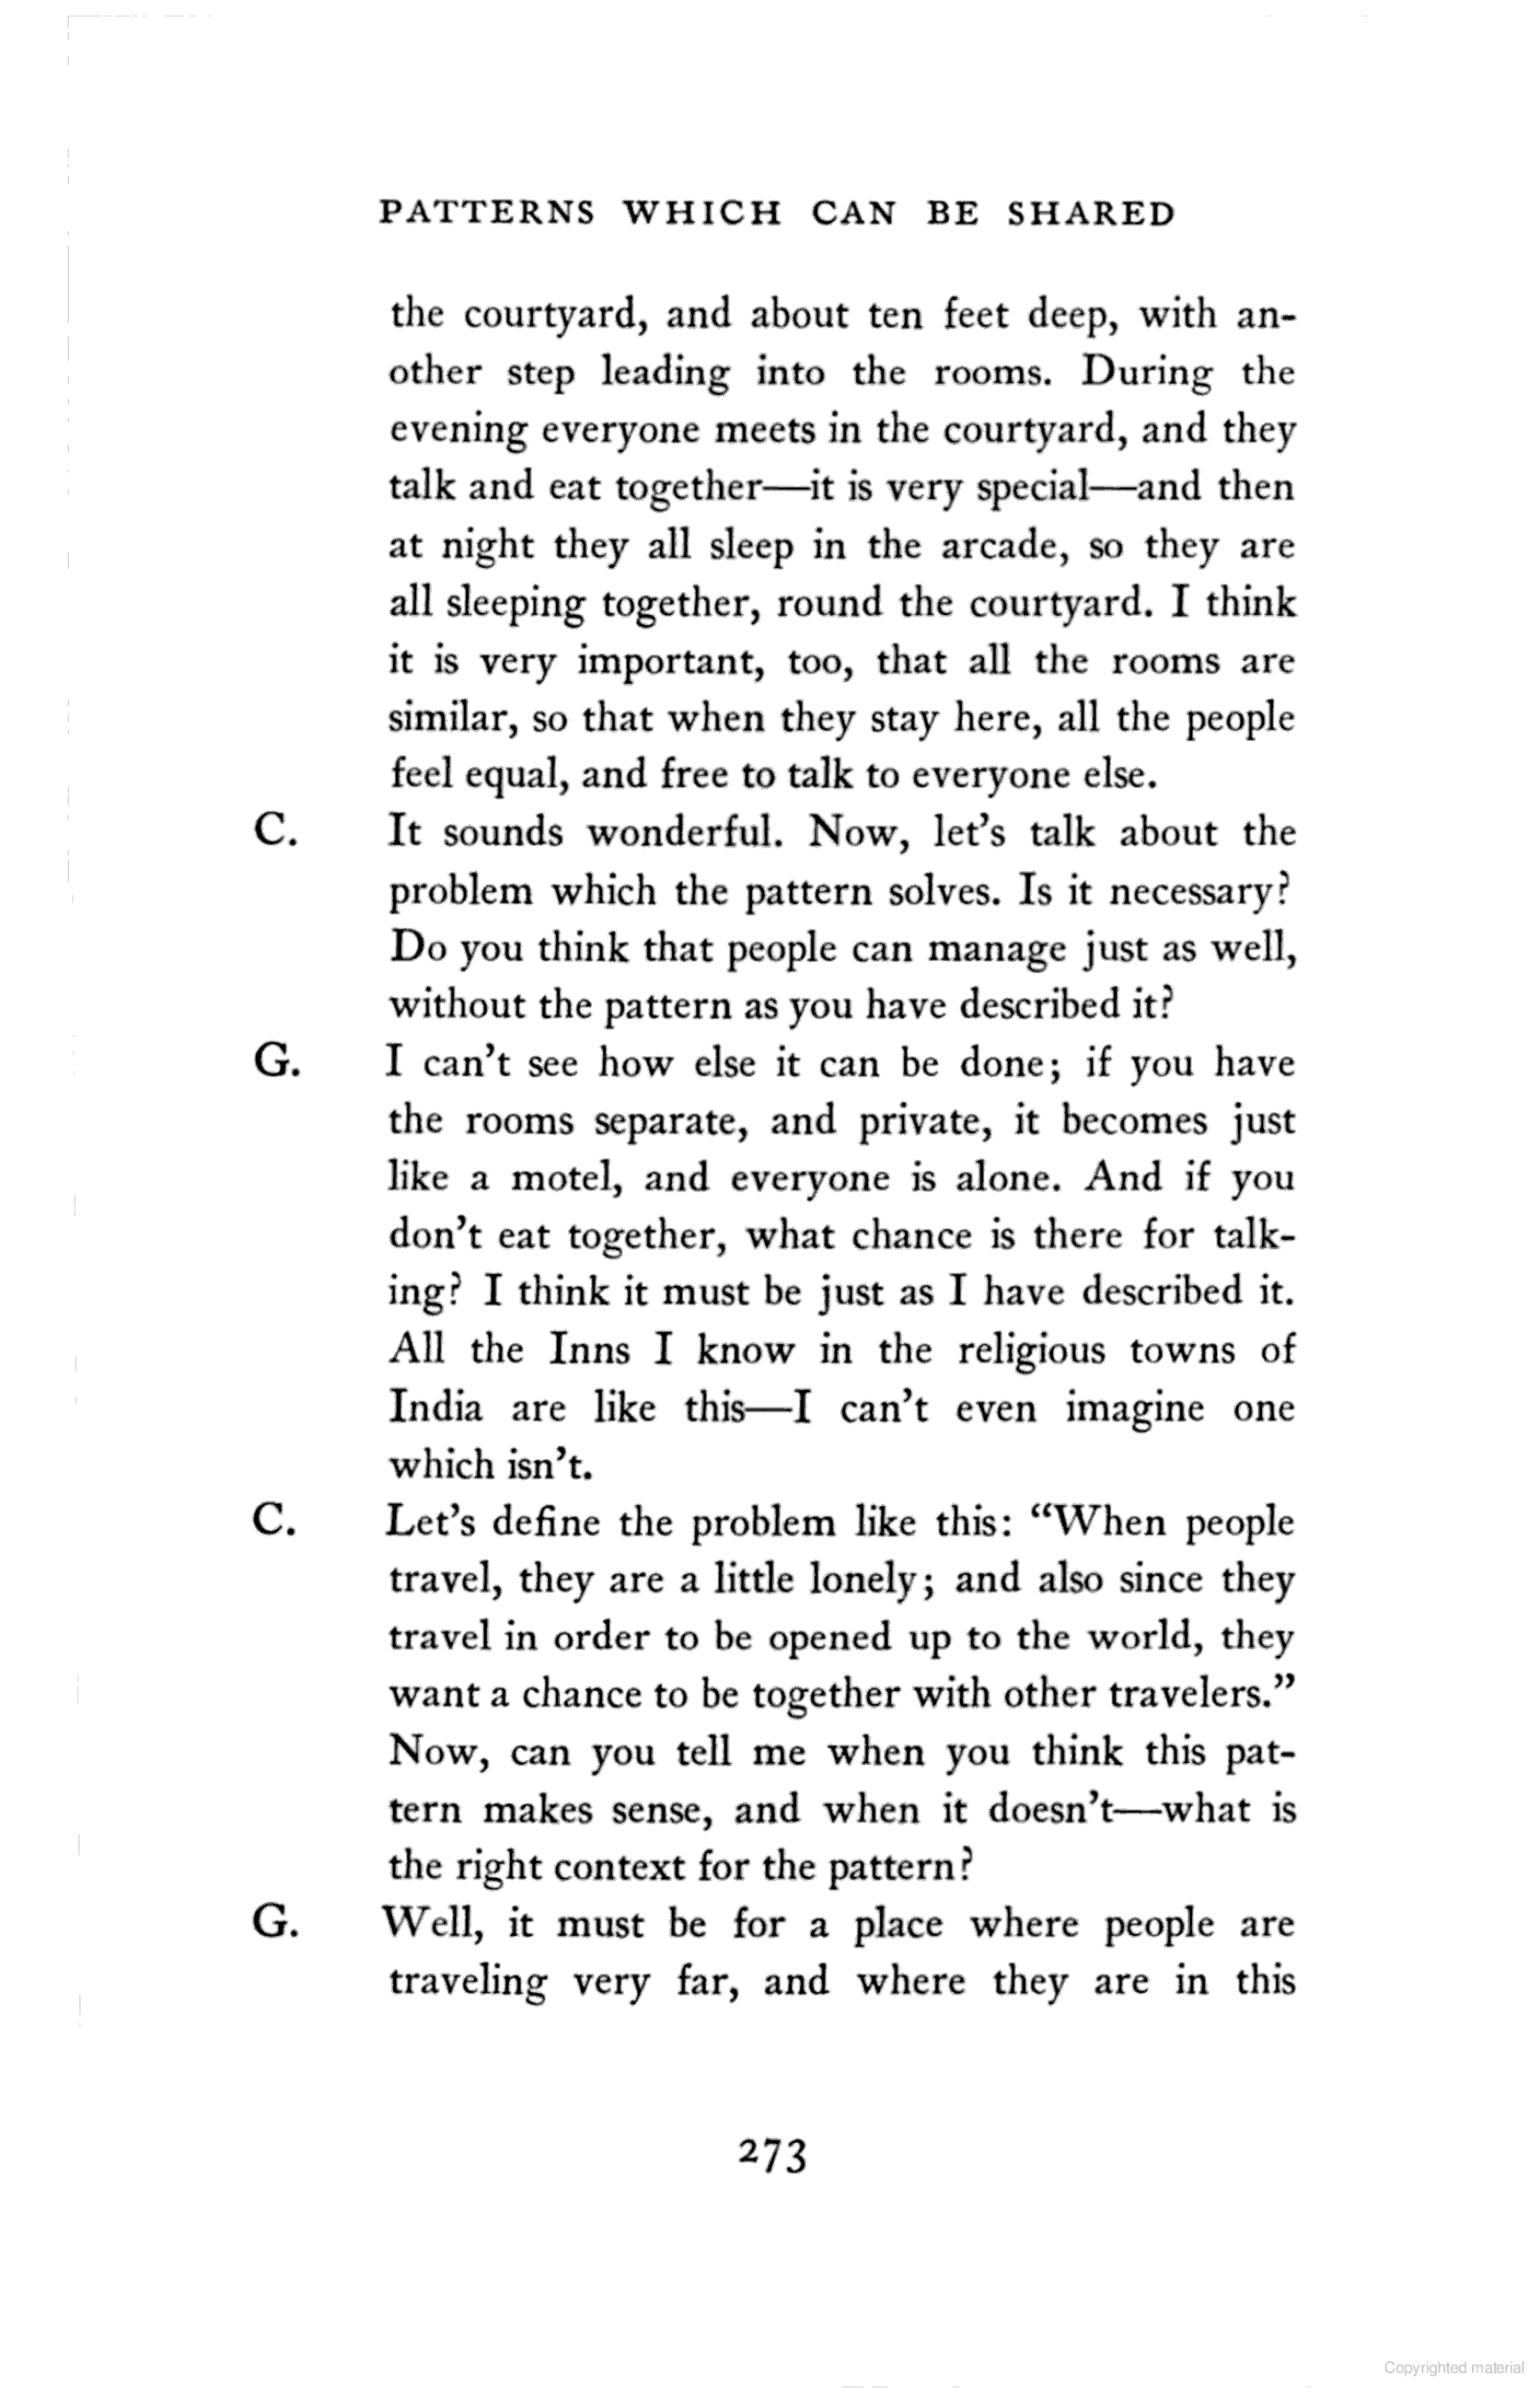 PATTERNS WHICH CAN BE SHARED
the courtyard, and about ten feet deep, with an-
other step leading into the rooms. During the
evening everyone meets in the courtyard, and they
talk and eat together—it is very special—and then
at night they all sleep in the arcade, so they are
all sleeping together, round the courtyard. I think
it is very important, too, that all the rooms are
similar, so that when they stay here, all the people
feel equal, and free to talk to everyone else.
C. It sounds wonderful. Now, let's talk about the
problem which the pattern solves. Is it necessary?
Do you think that people can manage just as well,
without the pattern as you have described it?
G. I can't see how else it can be done; if you have
the rooms separate, and private, it becomes just
like a motel, and everyone is alone. And if you
don't eat together, what chance is there for talk-
ing? I think it must be just as I have described it.
All the Inns I know in the religious towns of
India are like this—I can't even imagine one
which isn't.
C. Let's define the problem like this: “When people
travel, they are a little lonely; and also since they
travel in order to be opened up to the world, they
want a chance to be together with other travelers.”
Now, can you tell me when you think this pat-
tern makes sense, and when it doesn't—what is
the right context for the pattern?
G. Well, it must be for a place where people are
traveling very far, and where they are in this
273
Copyrighted material